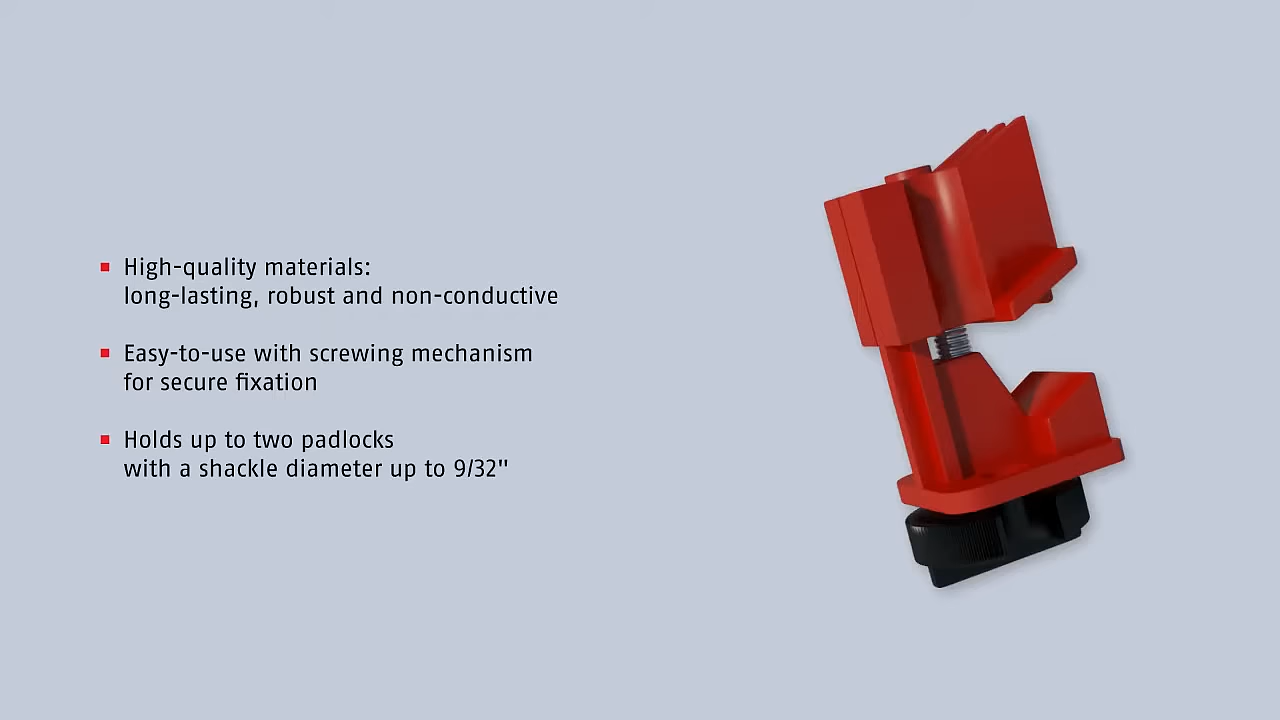 High-quality materials:
long-lasting, robust and non-conductive
Easy-to-use with screwing mechanism
for secure fixation
Holds up to two padlocks
with a shackle diameter up to 9/32"